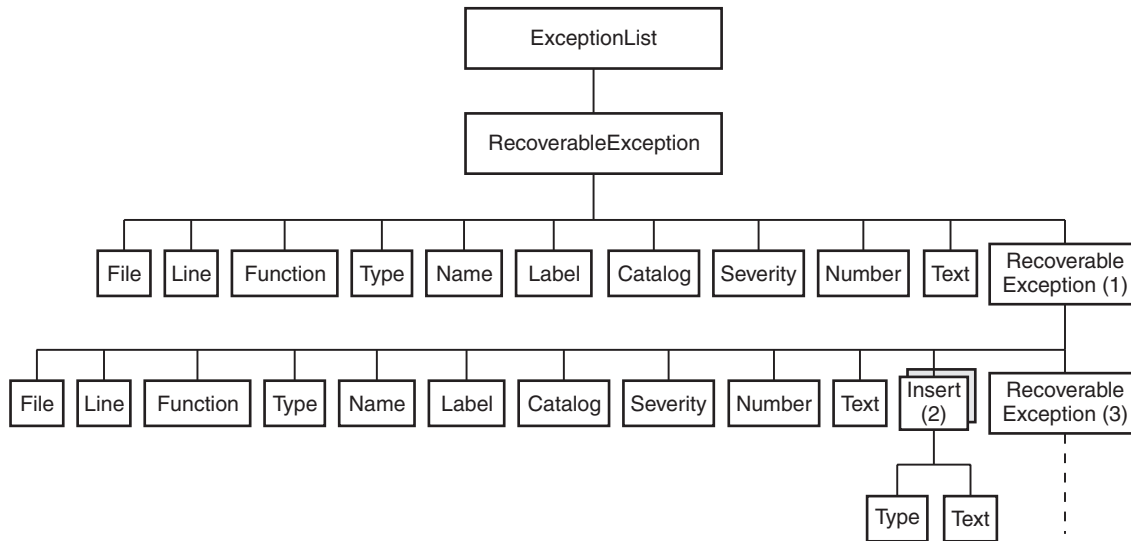 ExceptionList
RecoverableException
File
Line
Function
Type
Name
Label
Catalog
Severity
Number
Text
Recoverable
Exception (1)
File
Line
Function
Type
Name
Label
Catalog
Severity
Number
Text
Insert
(2)
Recoverable
Exception (3)
Type
Text